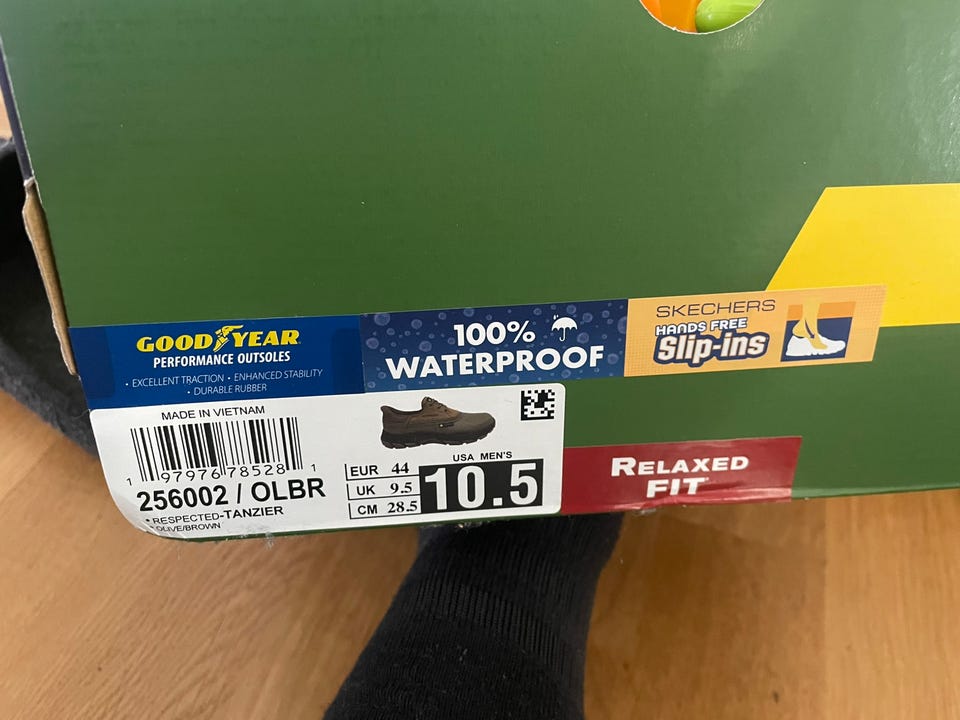 GOODYEAR
PERFORMANCE OUTSOLES
• EXCELLENT TRACTION • ENHANCED STABILITY
• DURABLE RUBBER
100%
WATERPROOF
SKECHERS
HANDS FREE
Slip-ins
MADE IN VIETNAM
1 97976 78528 1
256002 / OLBR
*RESPECTED-TANZIER
OLIVE/BROWN
EUR 44
UK 9.5
CM 28.5
USA MEN'S
10.5
RELAXED
FIT